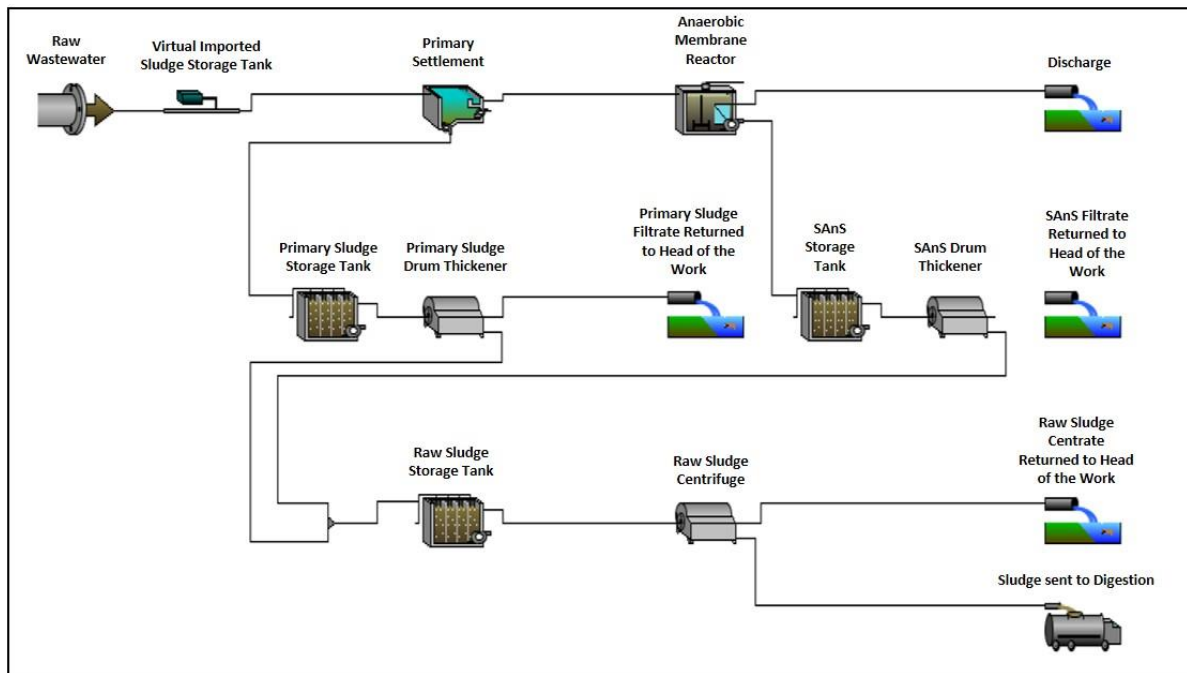 Raw
Wastewater
Virtual Imported
Sludge Storage Tank
Primary
Settlement
Anaerobic
Membrane
Reactor
Discharge
Primary Sludge
Storage Tank
Primary Sludge
Drum Thickener
Primary Sludge
Filtrate Returned
to Head of the
Work
SAnS
Storage
Tank
SAnS Drum
Thickener
SAnS Filtrate
Returned to
Head of the
Work
Raw Sludge
Storage Tank
Raw Sludge
Centrifuge
Raw Sludge
Centrate
Returned to Head
of the Work
Sludge sent to Digestion